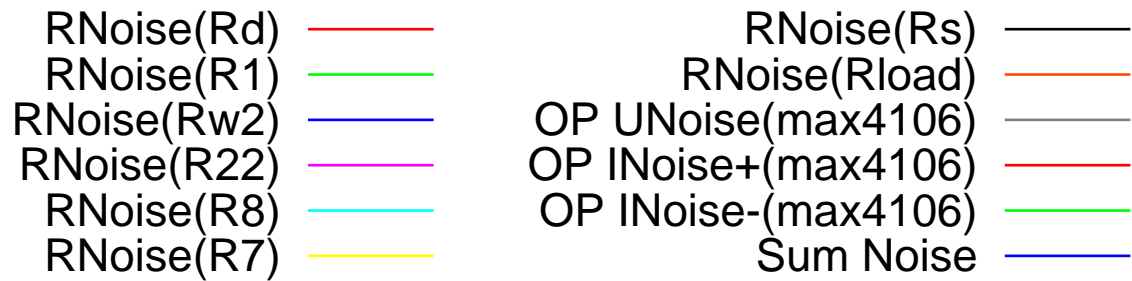 RNoise(Rd)
RNoise(R1)
RNoise(Rw2)
RNoise(R22)
RNoise(R8)
RNoise(R7)
RNoise(Rs)
RNoise(Rload)
OP UNoise(max4106)
OP INoise+(max4106)
OP INoise-(max4106)
Sum Noise